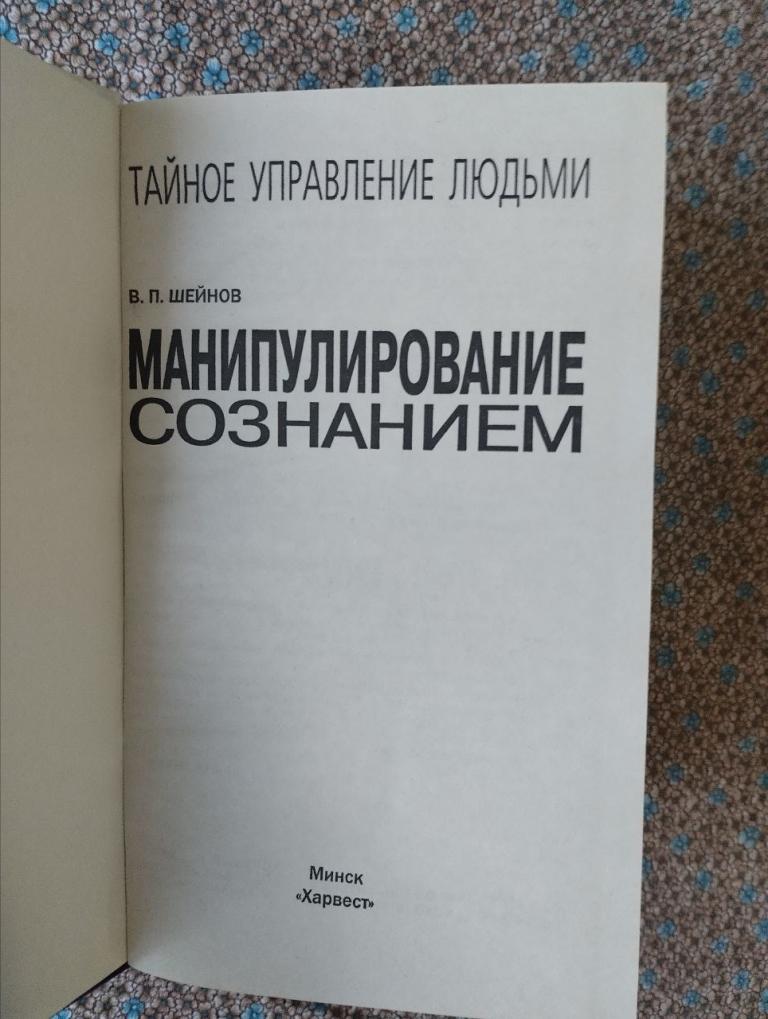 ТАЙНОЕ УПРАВЛЕНИЕ ЛЮДЬМИ
В. П. ШЕЙНОВ
МАНИПУЛИРОВАНИЕ
СОЗНАНИЕМ
Минск
«Харвест»